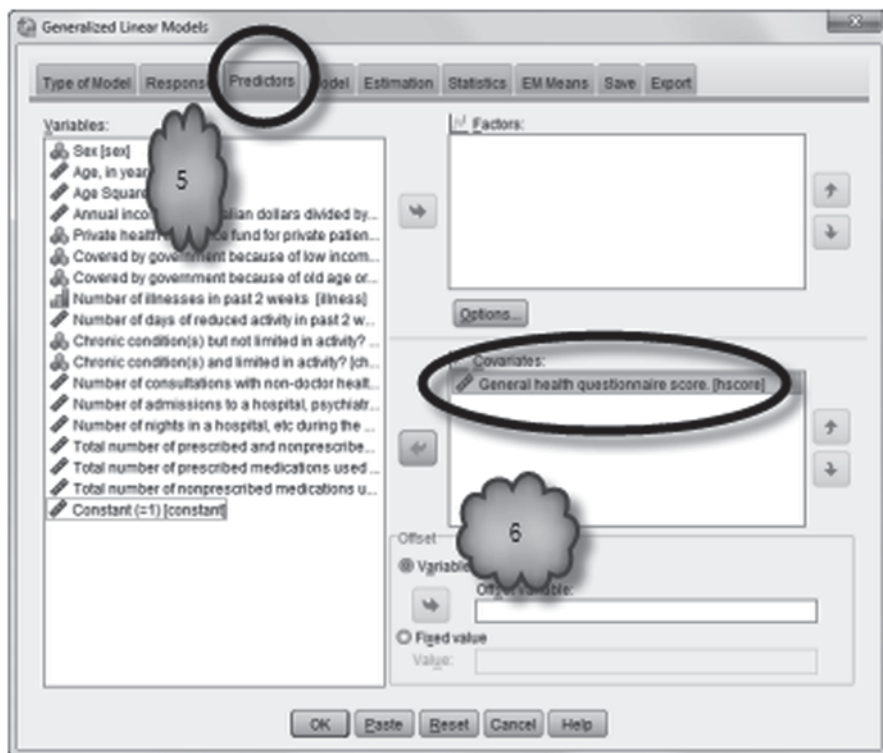 Generalized Linear Models
Type of Model Response Predictors Model Estimation Statistics EM Means Save Export
Variables:
Sex [sex]
Age, in year
Age Square
Annual inco lian dollars divided by...
Private health ce fund for private patien...
Covered by government because of low incom...
Covered by government because of old age or...
Number of illnesses in past 2 weeks [illness]
Number of days of reduced activity in past 2 w...
Chronic condition(s) but not limited in activity? ...
Chronic condition(s) and limited in activity? [ch...
Number of consultations with non-doctor healt...
Number of admissions to a hospital, psychiatr...
Number of nights in a hospital, etc during the ...
Total number of prescribed and nonprescribe...
Total number of prescribed medications used ...
Total number of nonprescribed medications u...
Constant (=1) [constant]
5
Factors:
Options...
Covariates:
General health questionnaire score. [hscore]
6
Offset
Variable
Offset Variable:
Fixed value
Value:
OK Paste Reset Cancel Help